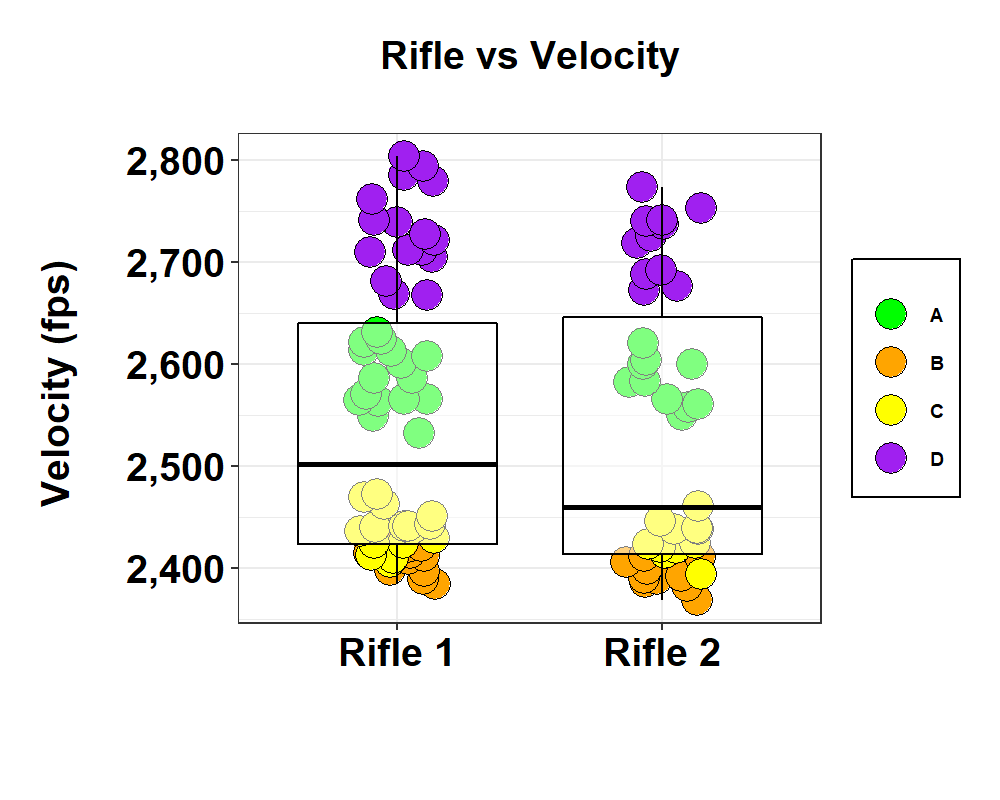 Rifle vs Velocity
Velocity (fps)
2,800
2,700
2,600
2,500
2,400
Rifle 1
Rifle 2
A
B
C
D